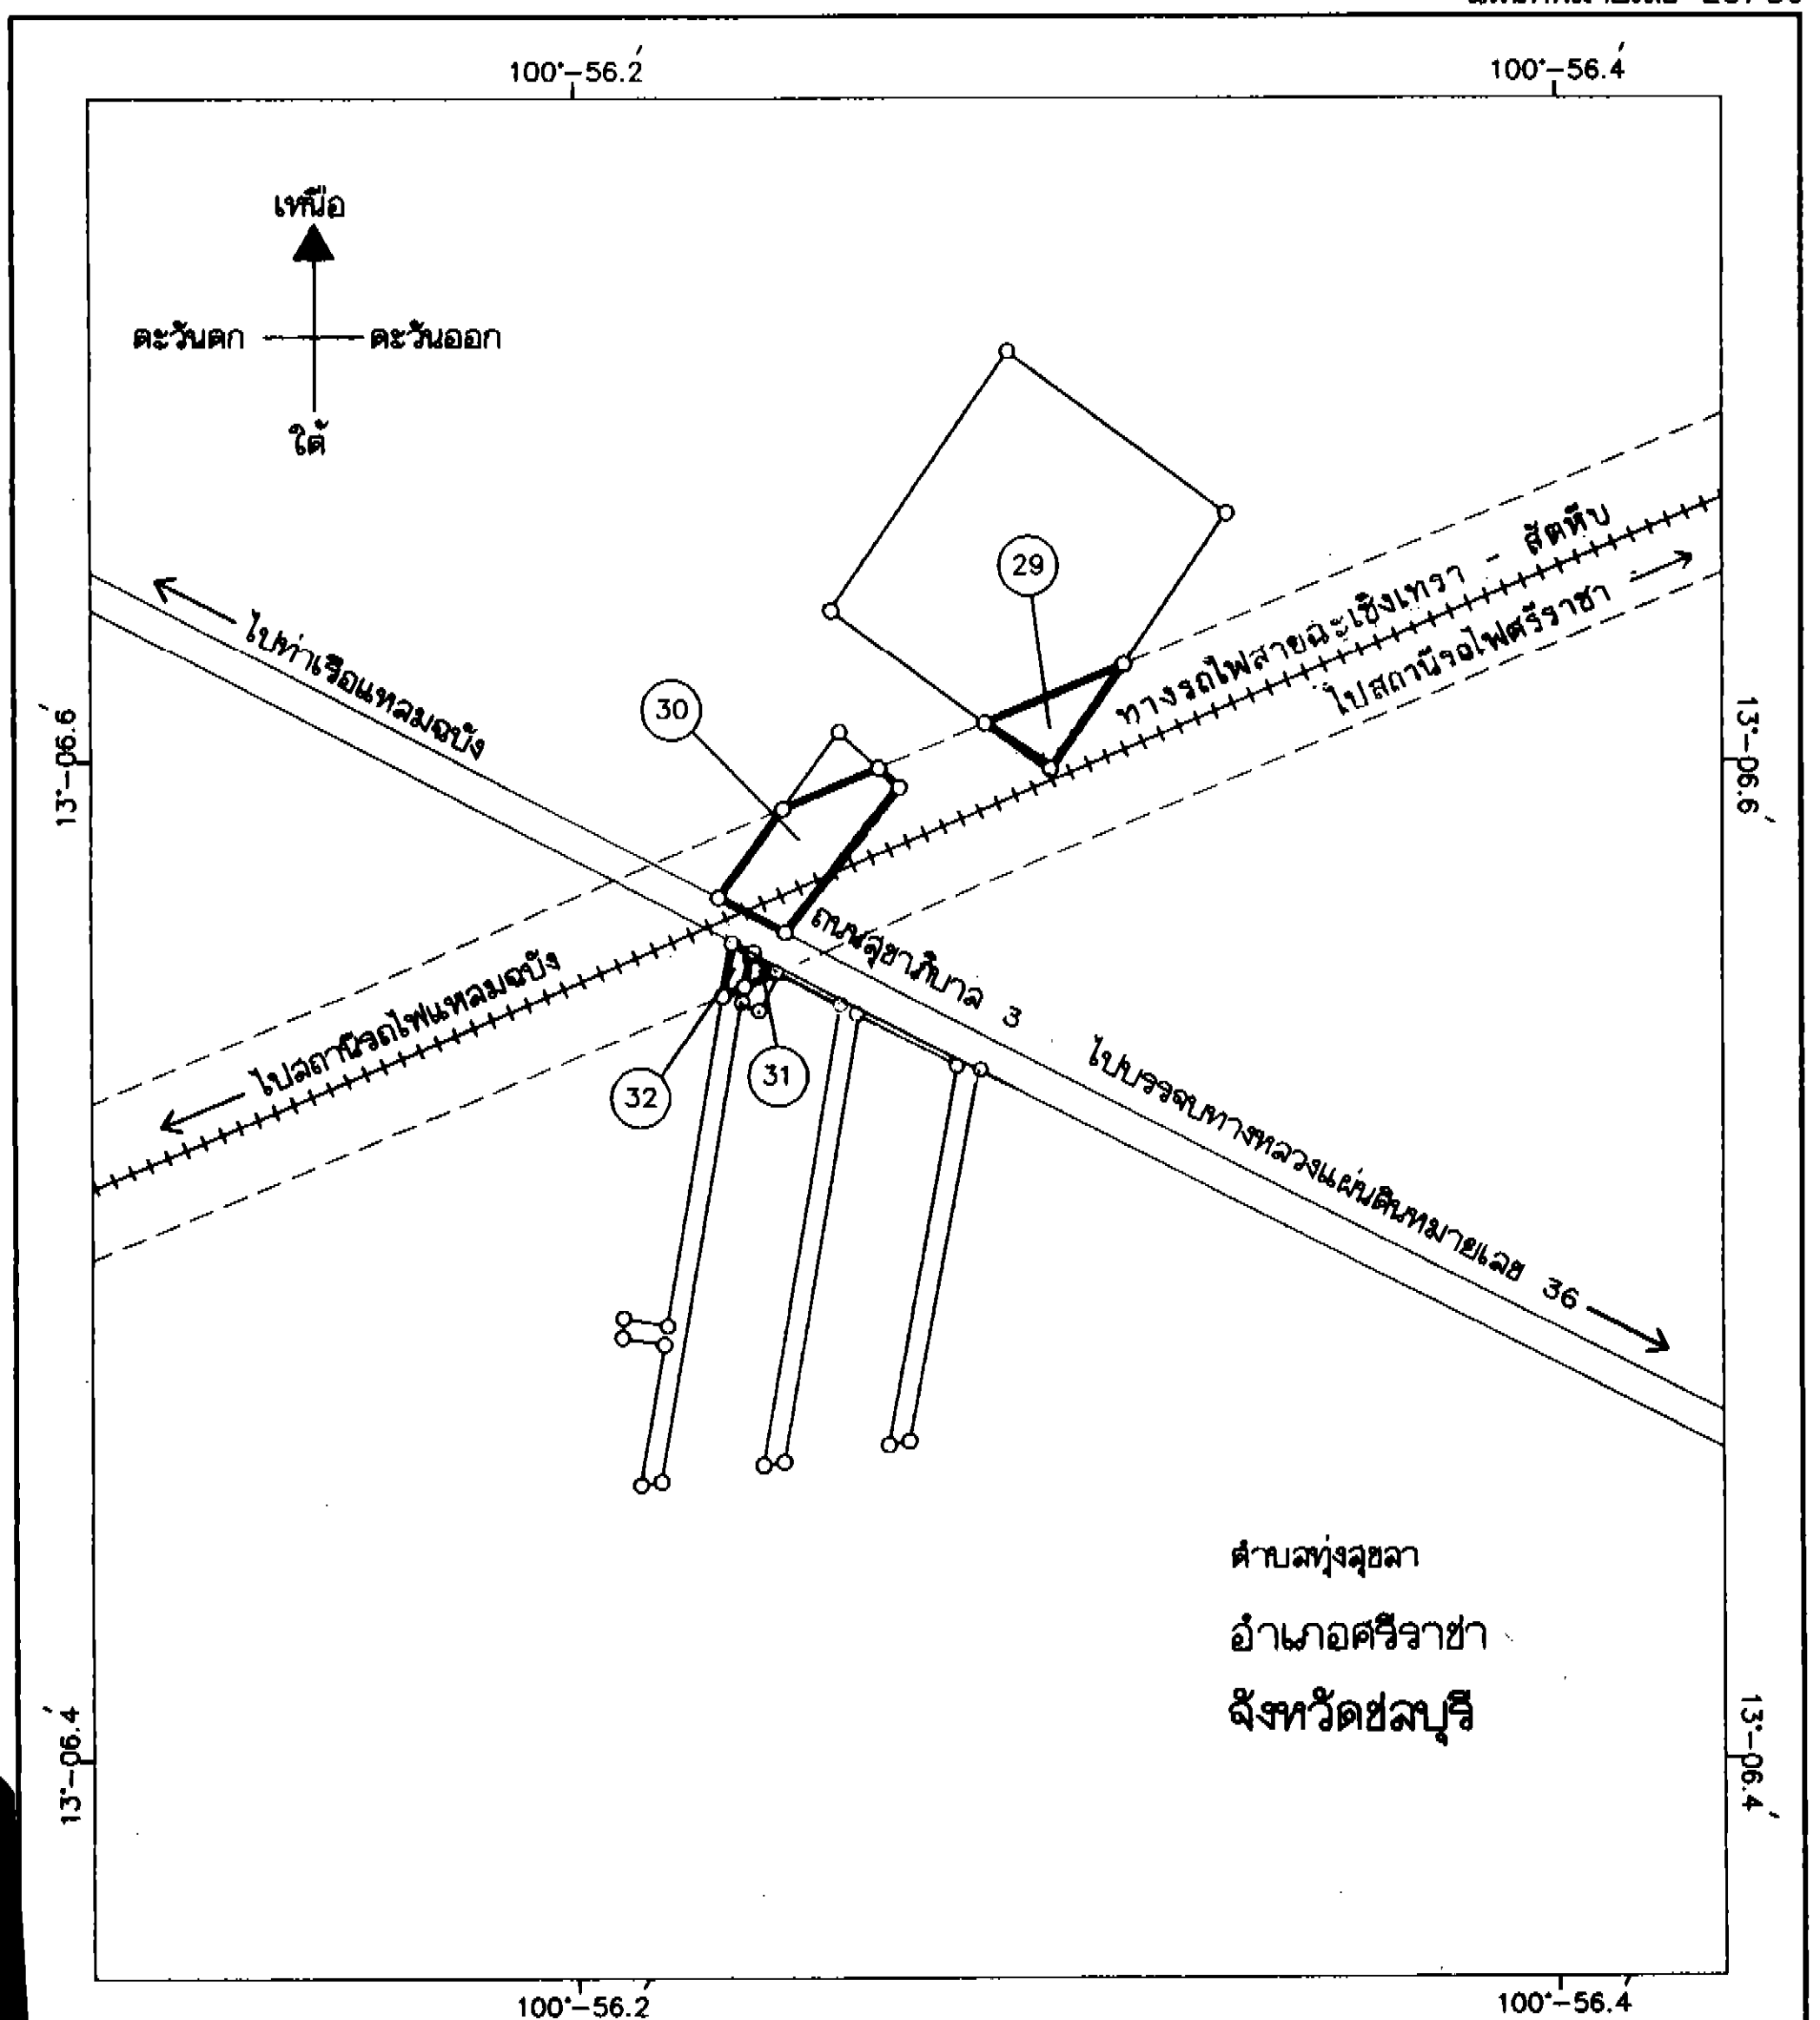 100°-56.2'
100°-56.4'
เหนือ
ตะวันตก
ตะวันออก
ใต้
29
ทางรถไฟสายฉะเชิงเทรา - สัตหีบ
ไปสถานีรถไฟศรีราชา
ไปท่าเรือแหลมฉบัง
30
13°-06.6'
13°-06.6'
ถนนสุขาภิบาล 3
ไปบรรจบทางหลวงแผ่นดินหมายเลข 36
ไปสถานีรถไฟแหลมฉบัง
32
31
ตำบลทุ่งสุขลา
อำเภอศรีราชา
จังหวัดชลบุรี
13°-06.4'
13°-06.4'
100°-56.2'
100°-56.4'